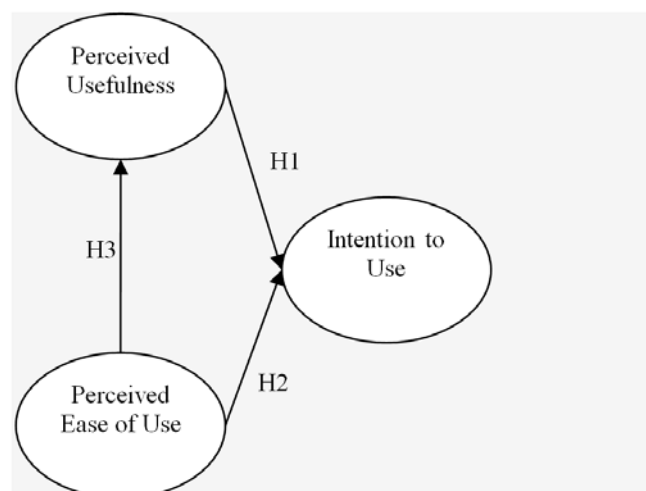 Perceived
Usefulness
H1
Intention to
Use
H3
H2
Perceived
Ease of Use